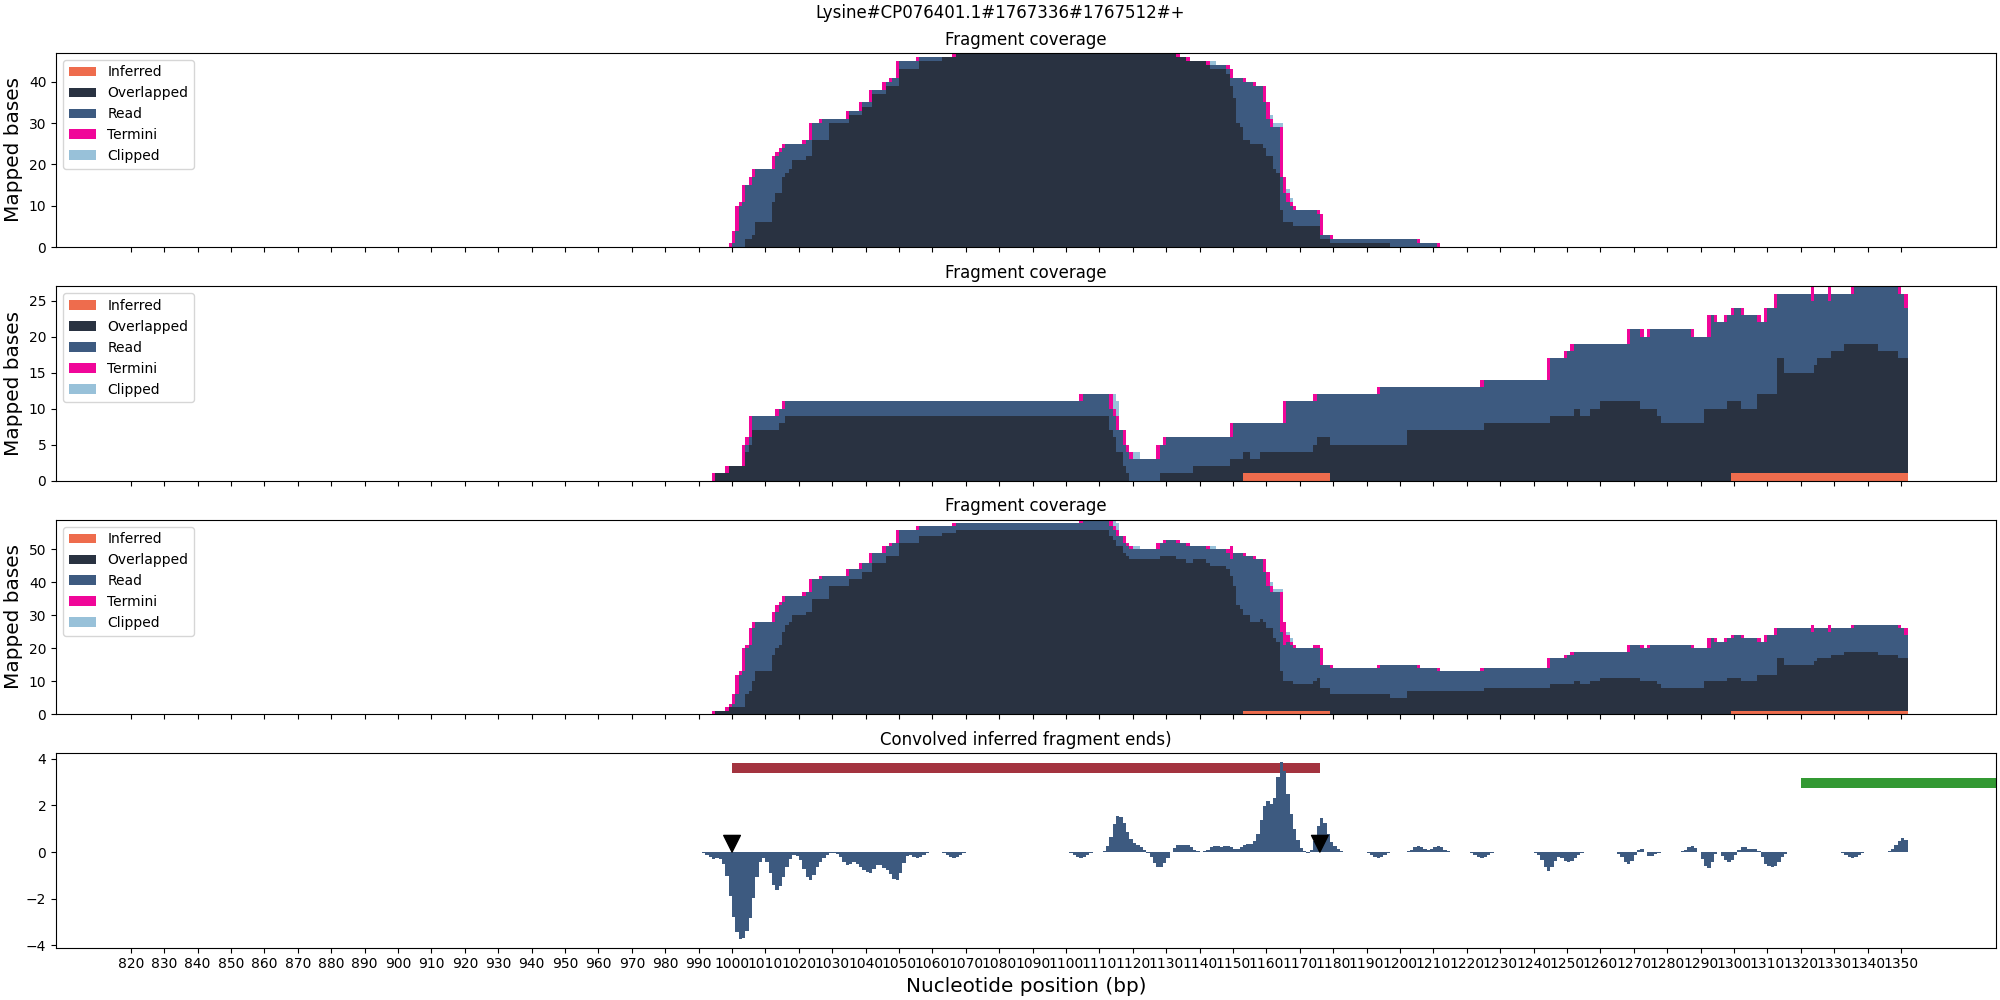 Lysine#CP076401.1#1767336#1767512#+
Fragment coverage
Mapped bases
40
30
20
10
0
Inferred
Overlapped
Read
Termini
Clipped
Fragment coverage
Mapped bases
25
20
15
10
5
0
Inferred
Overlapped
Read
Termini
Clipped
Fragment coverage
Mapped bases
50
40
30
20
10
0
Inferred
Overlapped
Read
Termini
Clipped
Convolved inferred fragment ends)
4
2
0
−2
−4
820 830 840 850 860 870 880 890 900 910 920 930 940 950 960 970 980 990 1000 1010 1020 1030 1040 1050 1060 1070 1080 1090 1100 1110 1120 1130 1140 1150 1160 1170 1180 1190 1200 1210 1220 1230 1240 1250 1260 1270 1280 1290 1300 1310 1320 1330 1340 1350
Nucleotide position (bp)